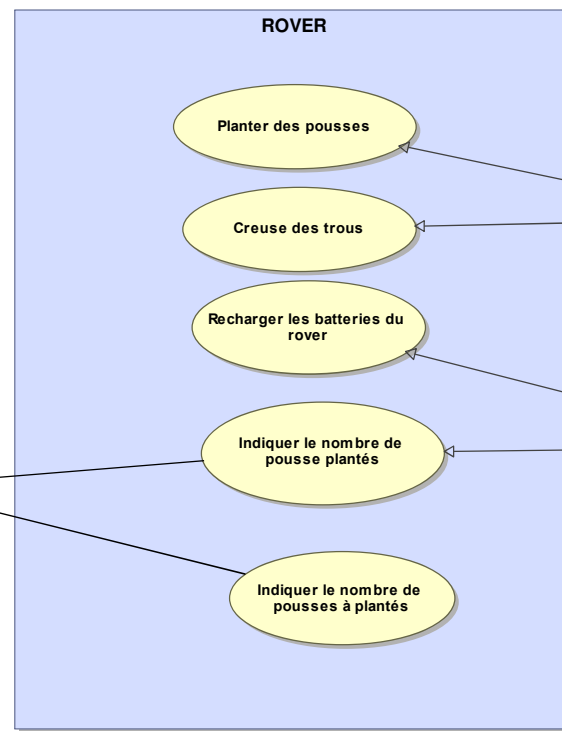 ROVER
Planter des pousses
Creuse des trous
Recharger les batteries du
rover
Indiquer le nombre de
pousse plantés
Indiquer le nombre de
pousses à plantés